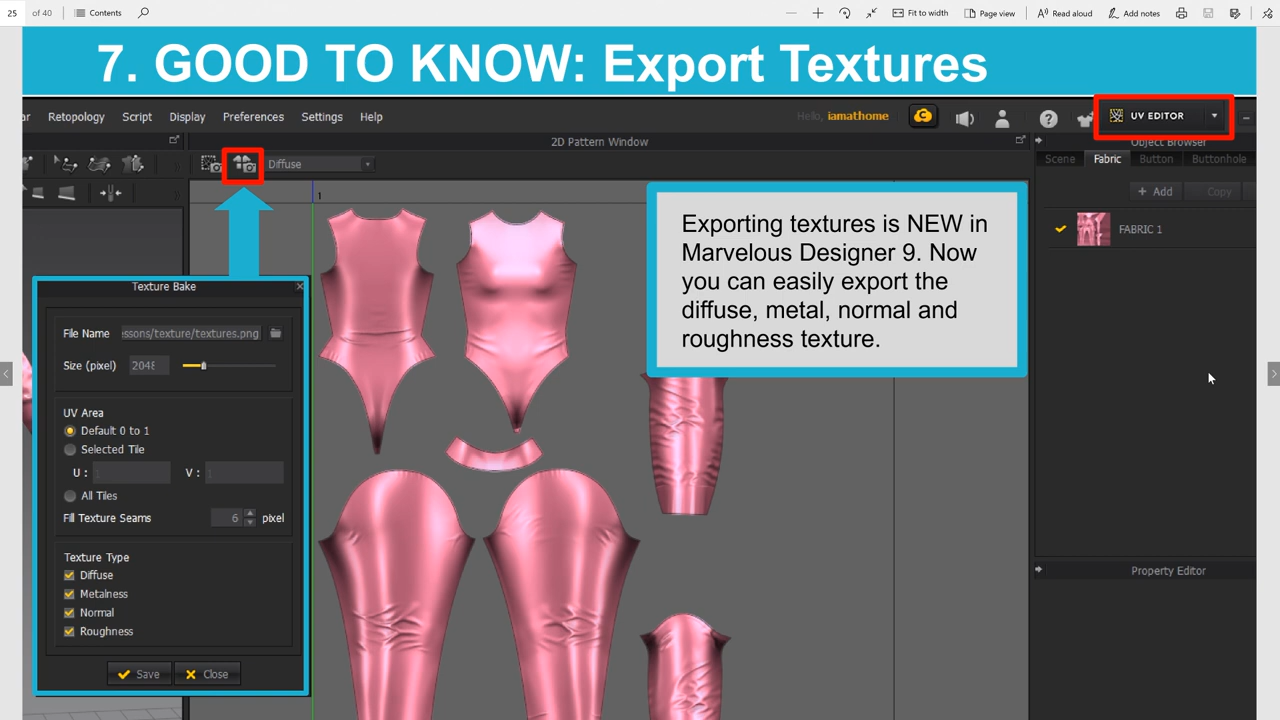 25 of 40 Contents Fit to width Page view Read aloud Add notes
7. GOOD TO KNOW: Export Textures
ar Retopology Script Display Preferences Settings Help Hello, iamathome UV EDITOR
2D Pattern Window
Object Browser
Diffuse
Scene Fabric Button Buttonhole
1
+ Add Copy
FABRIC 1
Exporting textures is NEW in
Marvelous Designer 9. Now
you can easily export the
diffuse, metal, normal and
roughness texture.
Texture Bake
File Name ssons/texture/textures.png
Size (pixel) 2048
UV Area
Default 0 to 1
Selected Tile
U : V :
All Tiles
Fill Texture Seams 6 pixel
Texture Type
Diffuse
Metalness
Normal
Roughness
Save Close
Property Editor